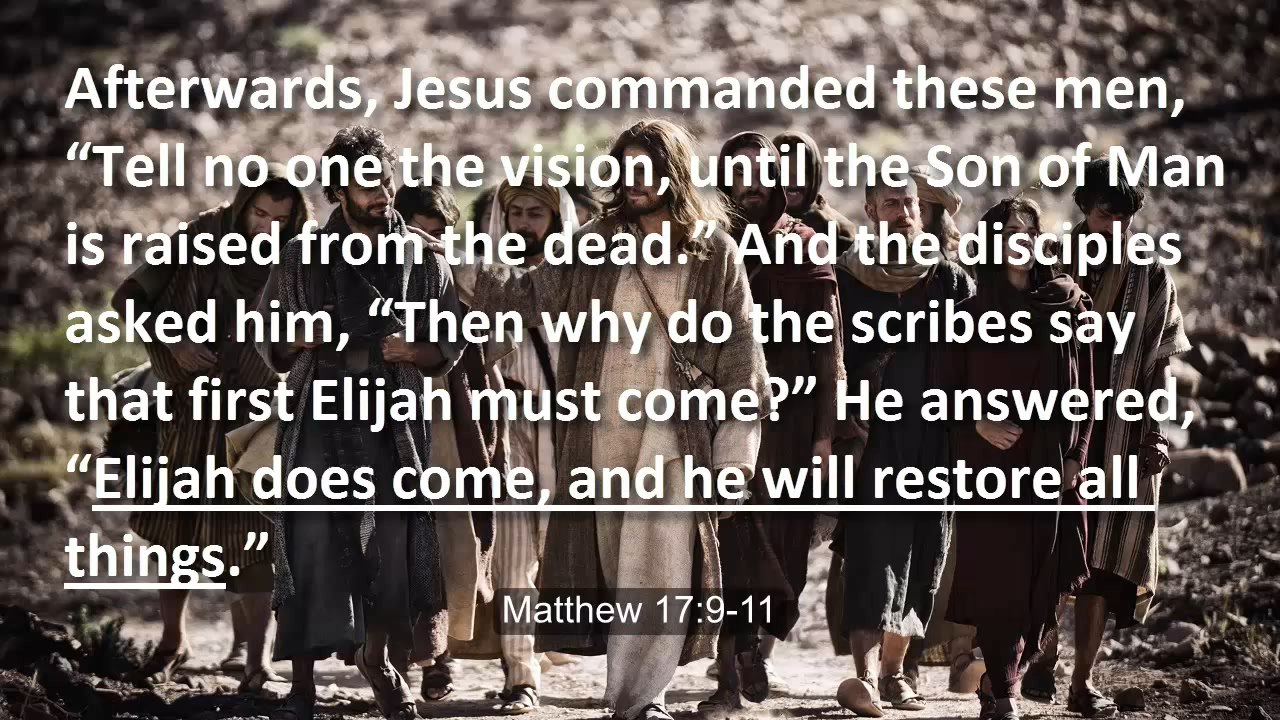 Afterwards, Jesus commanded these men,
“Tell no one the vision, until the Son of Man
is raised from the dead.” And the disciples
asked him, “Then why do the scribes say
that first Elijah must come?” He answered,
“Elijah does come, and he will restore all
things.”
Matthew 17:9-11